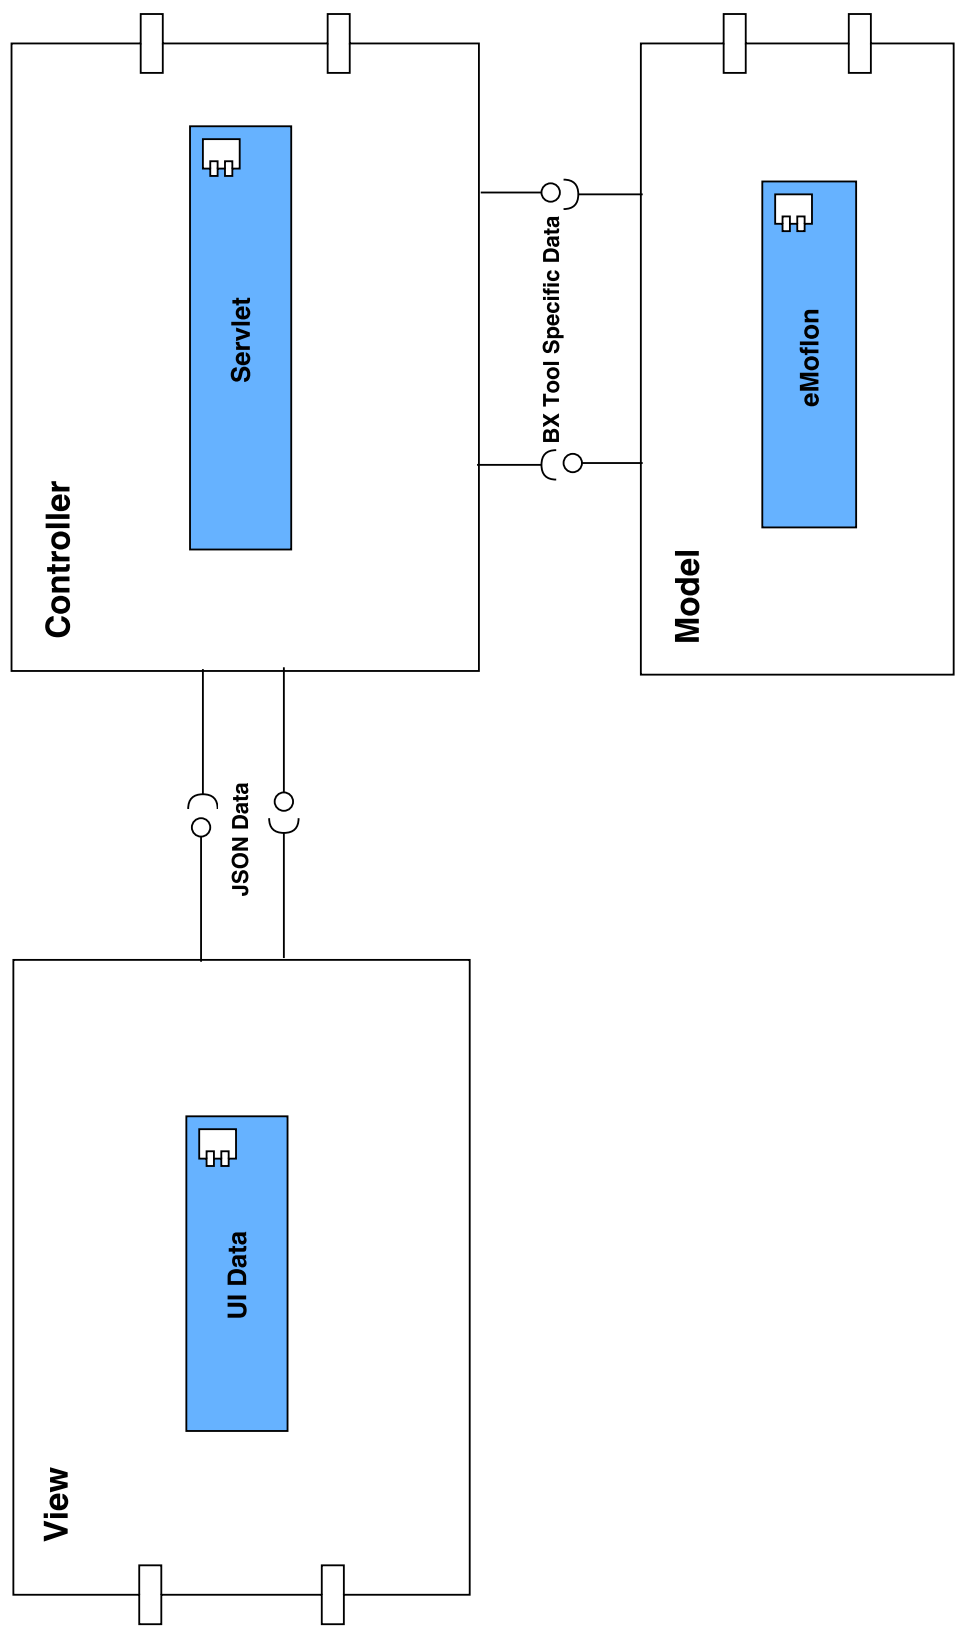 View
UI Data
JSON Data
Controller
Servlet
BX Tool Specific Data
Model
eMoflon